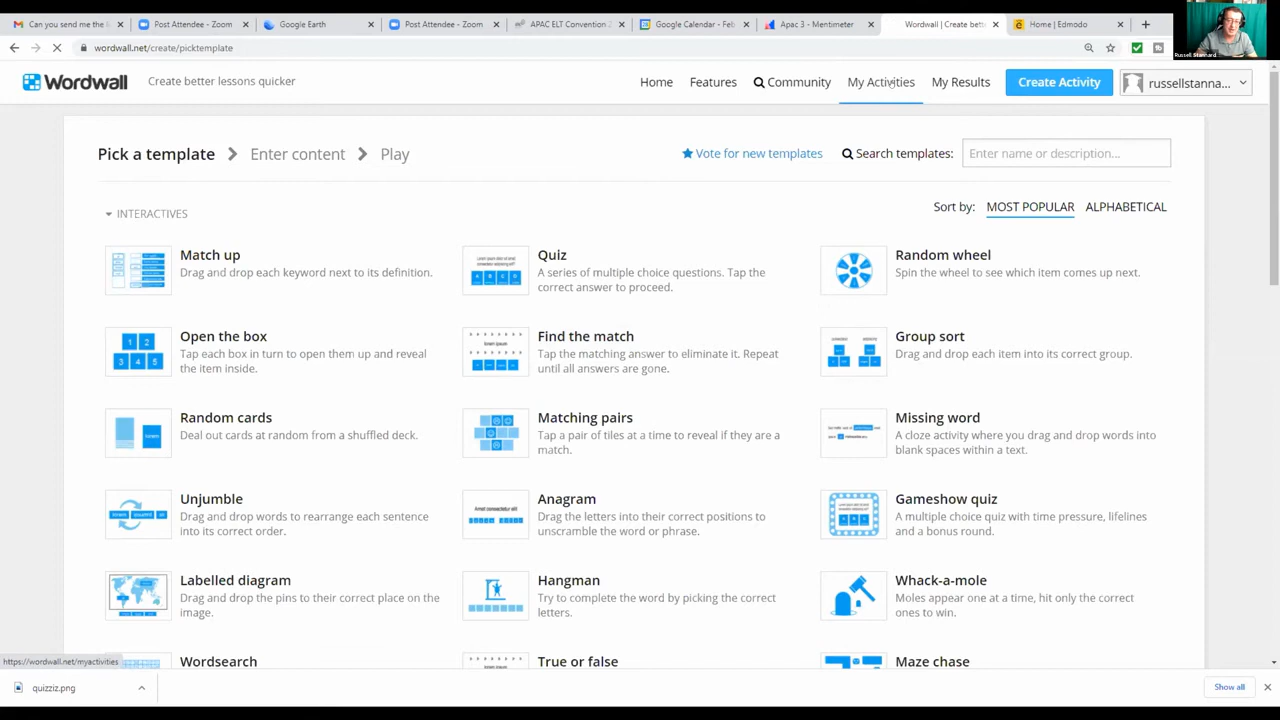 Can you send me the
Post Attendee - Zoom
Google Earth
Post Attendee - Zoom
APAC ELT Convention
Google Calendar - Feb
Apac 3 - Mentimeter
Wordwall | Create bette
Home | Edmodo
wordwall.net/create/picktemplate
Russell Stannard
Wordwall
Create better lessons quicker
Home
Features
Community
My Activities
My Results
Create Activity
russellstanna...
Pick a template
Enter content
Play
Vote for new templates
Search templates:
Enter name or description...
INTERACTIVES
Sort by:
MOST POPULAR
ALPHABETICAL
Match up
Drag and drop each keyword next to its definition.
Quiz
A series of multiple choice questions. Tap the
correct answer to proceed.
Random wheel
Spin the wheel to see which item comes up next.
Open the box
Tap each box in turn to open them up and reveal
the item inside.
Find the match
Tap the matching answer to eliminate it. Repeat
until all answers are gone.
Group sort
Drag and drop each item into its correct group.
Random cards
Deal out cards at random from a shuffled deck.
Matching pairs
Tap a pair of tiles at a time to reveal if they are a
match.
Missing word
A cloze activity where you drag and drop words into
blank spaces within a text.
Unjumble
Drag and drop words to rearrange each sentence
into its correct order.
Anagram
Drag the letters into their correct positions to
unscramble the word or phrase.
Gameshow quiz
A multiple choice quiz with time pressure, lifelines
and a bonus round.
Labelled diagram
Drag and drop the pins to their correct place on the
image.
Hangman
Try to complete the word by picking the correct
letters.
Whack-a-mole
Moles appear one at a time, hit only the correct
ones to win.
Wordsearch
True or false
Maze chase
https://wordwall.net/myactivities
quizziz.png
Show all